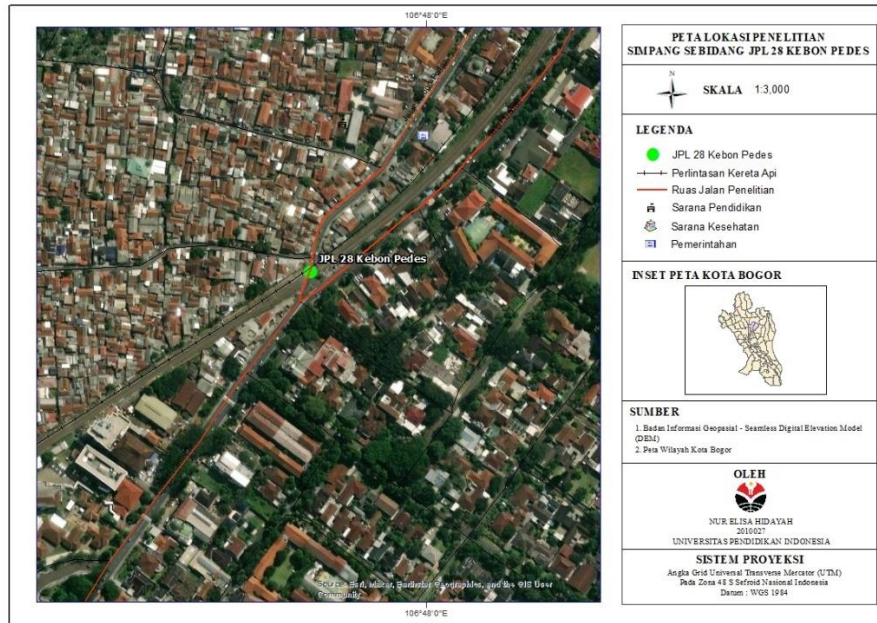 106°48'0"E
JPL 28 Kebon Pedes
Community
106°48'0"E
PETA LOKASI PENELITIAN
SIMPANG SEBIDANG JPL 28 KEBON PEDES
N
SKALA 1:3,000
LEGENDA
JPL 28 Kebon Pedes
Perlintasan Kereta Api
Ruas Jalan Penelitian
Sarana Pendidikan
Sarana Kesehatan
Pemerintahan
INSET PETA KOTA BOGOR
SUMBER
1. Badan Informasi Geopasial - Seamless Digital Elevation Model
(DEM)
2. Peta Wilayah Kota Bogor
OLEH
NUR ELISA HIDAYAH
2010027
UNIVERSITAS PENDIDIKAN INDONESIA
SISTEM PROYEKSI
Angka Grid Universal Transverse Mercator (UTM)
Pada Zona 48 S Sefroid Nasional Indonesia
Datum : WGS 1984